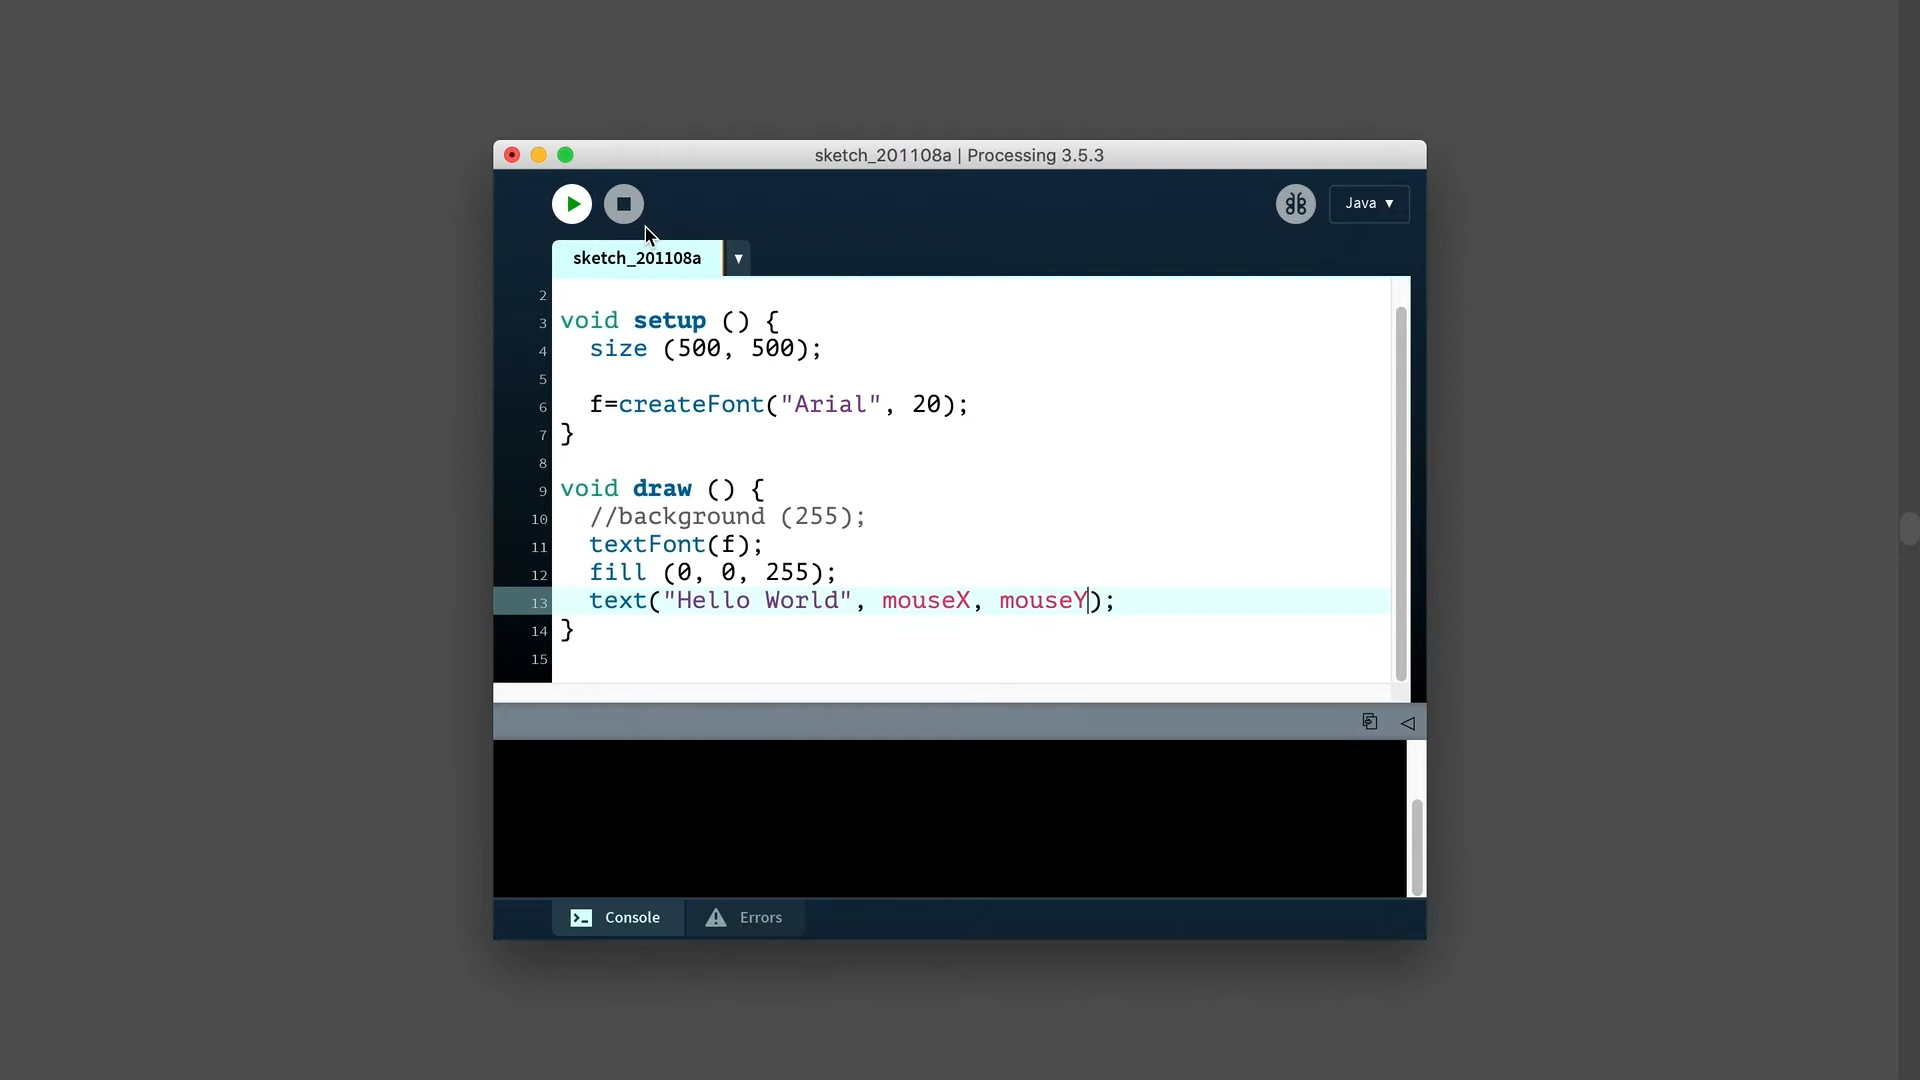 sketch_201108a | Processing 3.5.3
Java ▼
sketch_201108a ▼
2
3 void setup () {
4 size (500, 500);
5
6 f=createFont("Arial", 20);
7 }
8
9 void draw () {
10 //background (255);
11 textFont(f);
12 fill (0, 0, 255);
13 text("Hello World", mouseX, mouseY);
14 }
15
Console Errors